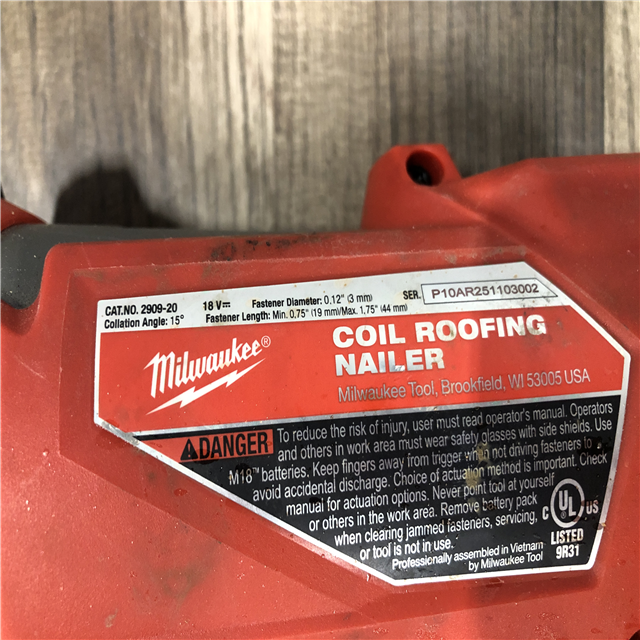 CAT.NO. 2909-20 18 V⎓ Fastener Diameter: 0.12" (3 mm) SER. P10AR251103002
Collation Angle: 15° Fastener Length: Min. 0.75" (19 mm)/Max. 1.75" (44 mm)
Milwaukee®
COIL ROOFING
NAILER
Milwaukee Tool, Brookfield, WI 53005 USA
DANGER To reduce the risk of injury, user must read operator's manual. Operators
and others in work area must wear safety glasses with side shields. Use
M18™ batteries. Keep fingers away from trigger when not driving fasteners to
avoid accidental discharge. Choice of actuation method is important. Check
manual for actuation options. Never point tool at yourself
or others in the work area. Remove battery pack
when clearing jammed fasteners, servicing,
or tool is not in use.
Professionally assembled in Vietnam
by Milwaukee Tool
C UL US
LISTED
9R31